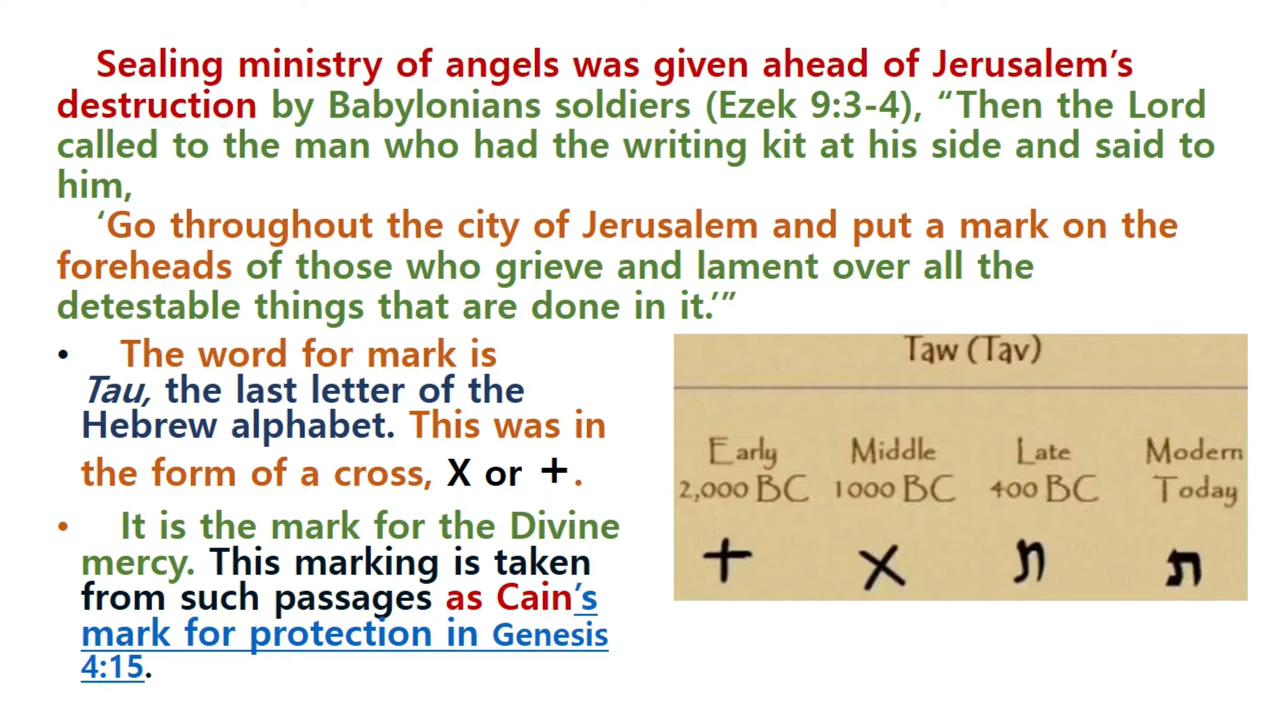 Sealing ministry of angels was given ahead of Jerusalem’s
destruction by Babylonians soldiers (Ezek 9:3-4), “Then the Lord
called to the man who had the writing kit at his side and said to
him,
‘Go throughout the city of Jerusalem and put a mark on the
foreheads of those who grieve and lament over all the
detestable things that are done in it.’”
• The word for mark is
Tau, the last letter of the
Hebrew alphabet. This was in
the form of a cross, X or +.
• It is the mark for the Divine
mercy. This marking is taken
from such passages as Cain’s
mark for protection in Genesis
4:15.
Taw (Tav)
Early Middle Late Modern
2,000 BC 1000 BC 400 BC Today
+ X ת ת